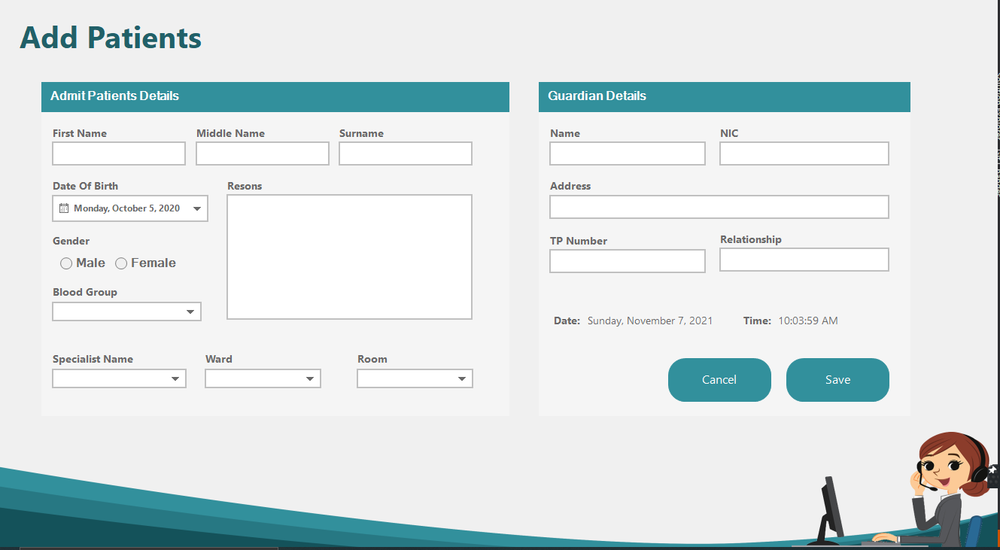 Add Patients
Admit Patients Details
First Name Middle Name Surname
Date Of Birth Resons
Monday, October 5, 2020
Gender
Male Female
Blood Group
Specialist Name Ward Room
Guardian Details
Name NIC
Address
TP Number Relationship
Date: Sunday, November 7, 2021 Time: 10:03:59 AM
Cancel Save